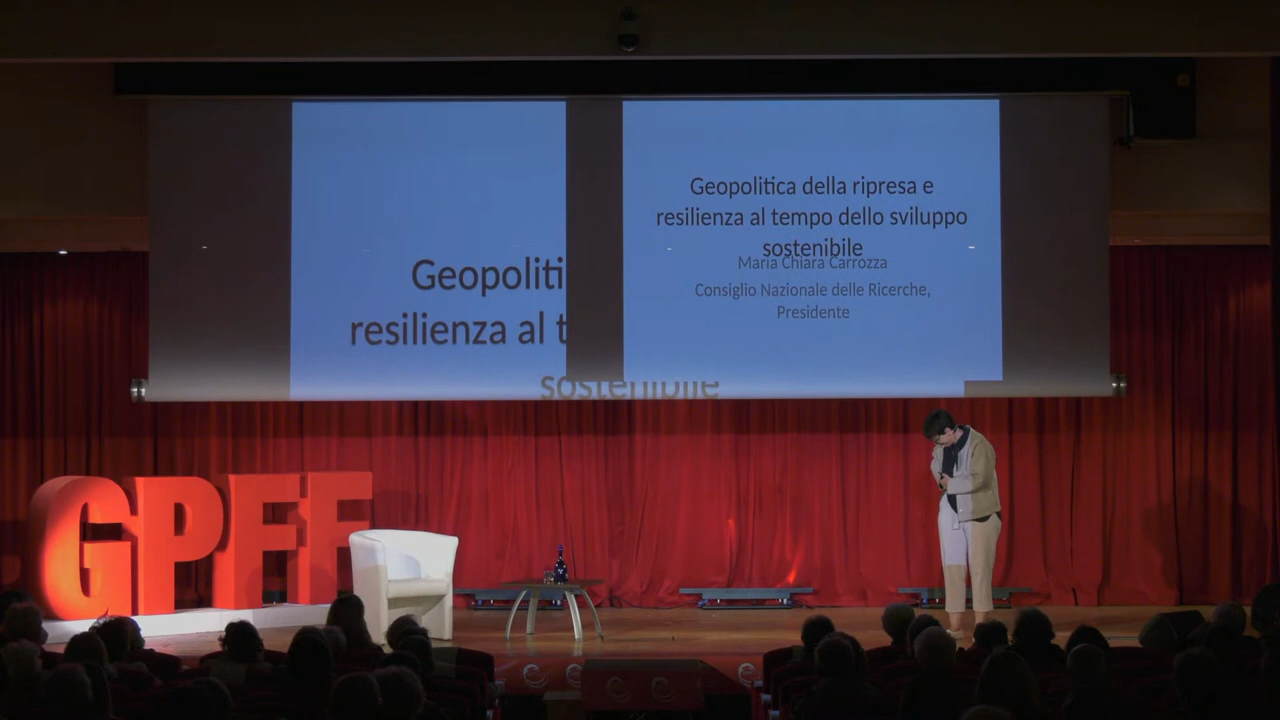 Geopoliti
resilienza al t
sostenibile
Geopolitica della ripresa e
resilienza al tempo dello sviluppo
sostenibile
Maria Chiara Carrozza
Consiglio Nazionale delle Ricerche,
Presidente
GPFF